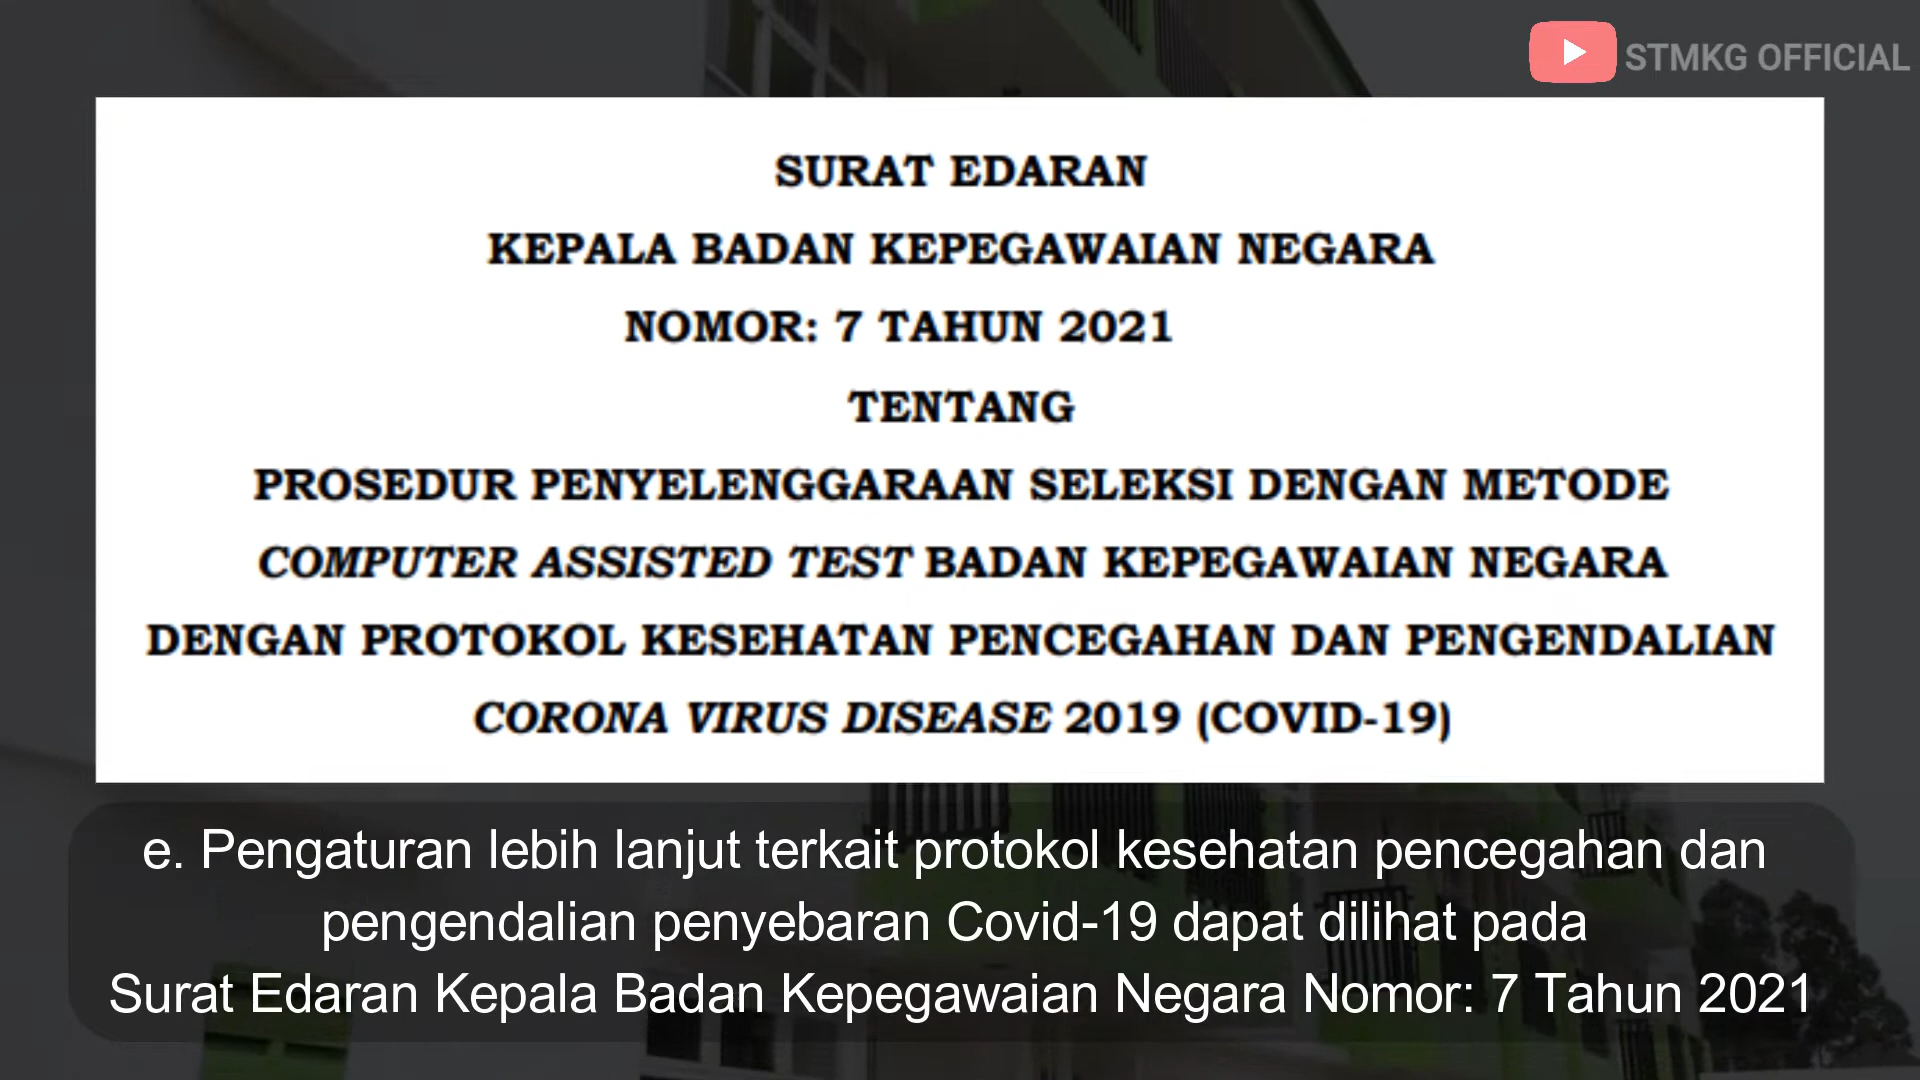 STMKG OFFICIAL
SURAT EDARAN
KEPALA BADAN KEPEGAWAIAN NEGARA
NOMOR: 7 TAHUN 2021
TENTANG
PROSEDUR PENYELENGGARAAN SELEKSI DENGAN METODE
COMPUTER ASSISTED TEST BADAN KEPEGAWAIAN NEGARA
DENGAN PROTOKOL KESEHATAN PENCEGAHAN DAN PENGENDALIAN
CORONA VIRUS DISEASE 2019 (COVID-19)
e. Pengaturan lebih lanjut terkait protokol kesehatan pencegahan dan
pengendalian penyebaran Covid-19 dapat dilihat pada
Surat Edaran Kepala Badan Kepegawaian Negara Nomor: 7 Tahun 2021